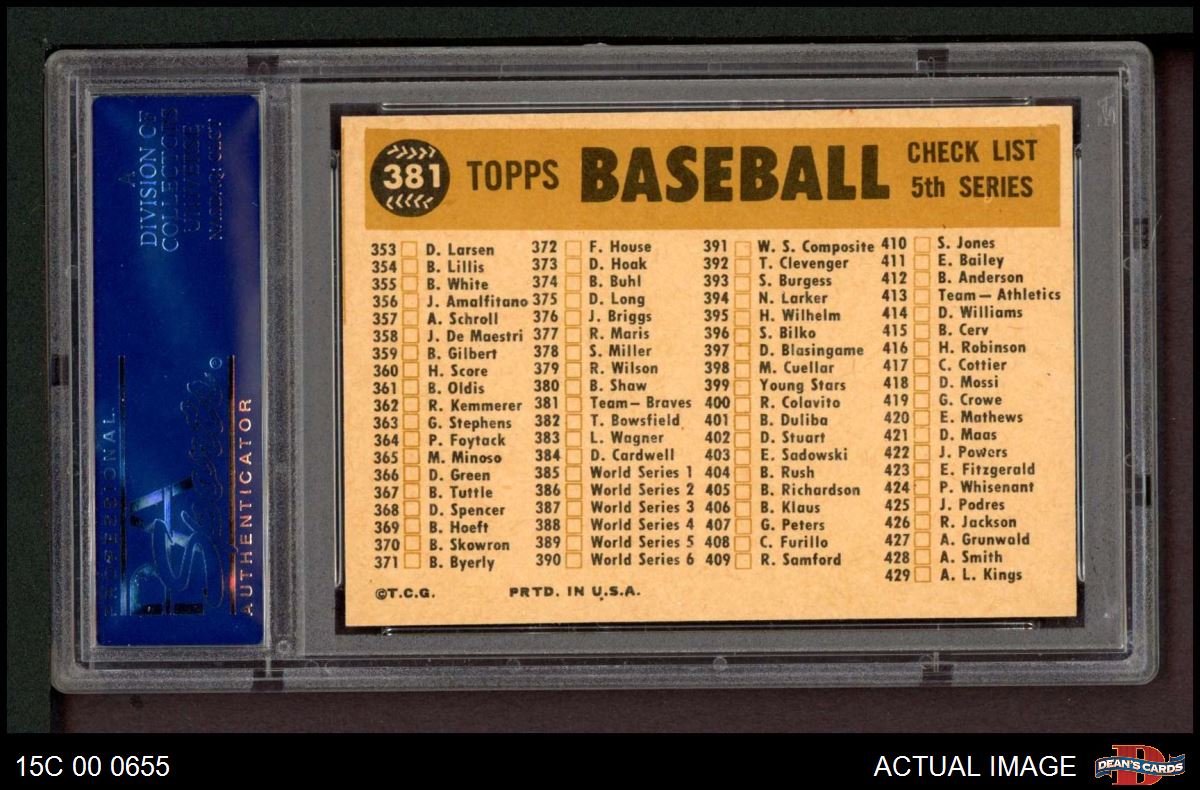 A
DIVISION OF
COLLECTORS
UNIVERSE
NASDAQ: CLCT
PROFESSIONAL
PSA
©
AUTHENTICATOR
381
TOPPS BASEBALL
CHECK LIST
5th SERIES
353 D. Larsen
354 B. Lillis
355 B. White
356 J. Amalfitano
357 A. Schroll
358 J. De Maestri
359 B. Gilbert
360 H. Score
361 B. Oldis
362 R. Kemmerer
363 G. Stephens
364 P. Foytack
365 M. Minoso
366 D. Green
367 B. Tuttle
368 D. Spencer
369 B. Hoeft
370 B. Skowron
371 B. Byerly
372 F. House
373 D. Hoak
374 B. Buhl
375 D. Long
376 J. Briggs
377 R. Maris
378 S. Miller
379 R. Wilson
380 B. Shaw
381 Team— Braves
382 T. Bowsfield
383 L. Wagner
384 D. Cardwell
385 World Series 1
386 World Series 2
387 World Series 3
388 World Series 4
389 World Series 5
390 World Series 6
391 W. S. Composite
392 T. Clevenger
393 S. Burgess
394 N. Larker
395 H. Wilhelm
396 S. Bilko
397 D. Blasingame
398 M. Cuellar
399 Young Stars
400 R. Colavito
401 B. Duliba
402 D. Stuart
403 E. Sadowski
404 B. Rush
405 B. Richardson
406 B. Klaus
407 G. Peters
408 C. Furillo
409 R. Samford
410 S. Jones
411 E. Bailey
412 B. Anderson
413 Team— Athletics
414 D. Williams
415 B. Cerv
416 H. Robinson
417 C. Cottier
418 D. Mossi
419 G. Crowe
420 E. Mathews
421 D. Maas
422 J. Powers
423 E. Fitzgerald
424 P. Whisenant
425 J. Podres
426 R. Jackson
427 A. Grunwald
428 A. Smith
429 A. L. Kings
©T.C.G. PRTD. IN U.S.A.
15C 00 0655
ACTUAL IMAGE
D
DEAN'S CARDS